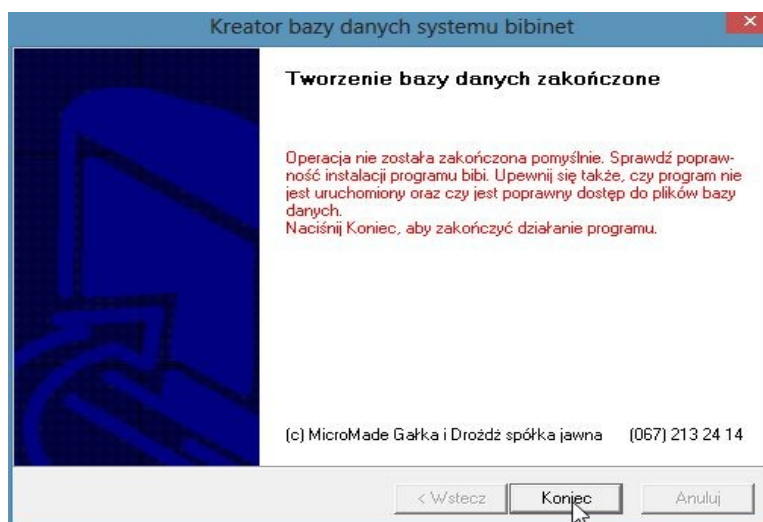 Kreator bazy danych systemu bibinet
Tworzenie bazy danych zakończone
Operacja nie została zakończona pomyślnie. Sprawdź popraw-
ność instalacji programu bibi. Upewnij się także, czy program nie
jest uruchomiony oraz czy jest poprawny dostęp do plików bazy
danych.
Naciśnij Koniec, aby zakończyć działanie programu.
(c) MicroMade Gałka i Drożdż spółka jawna (067) 213 24 14
< Wstecz Koniec Anuluj